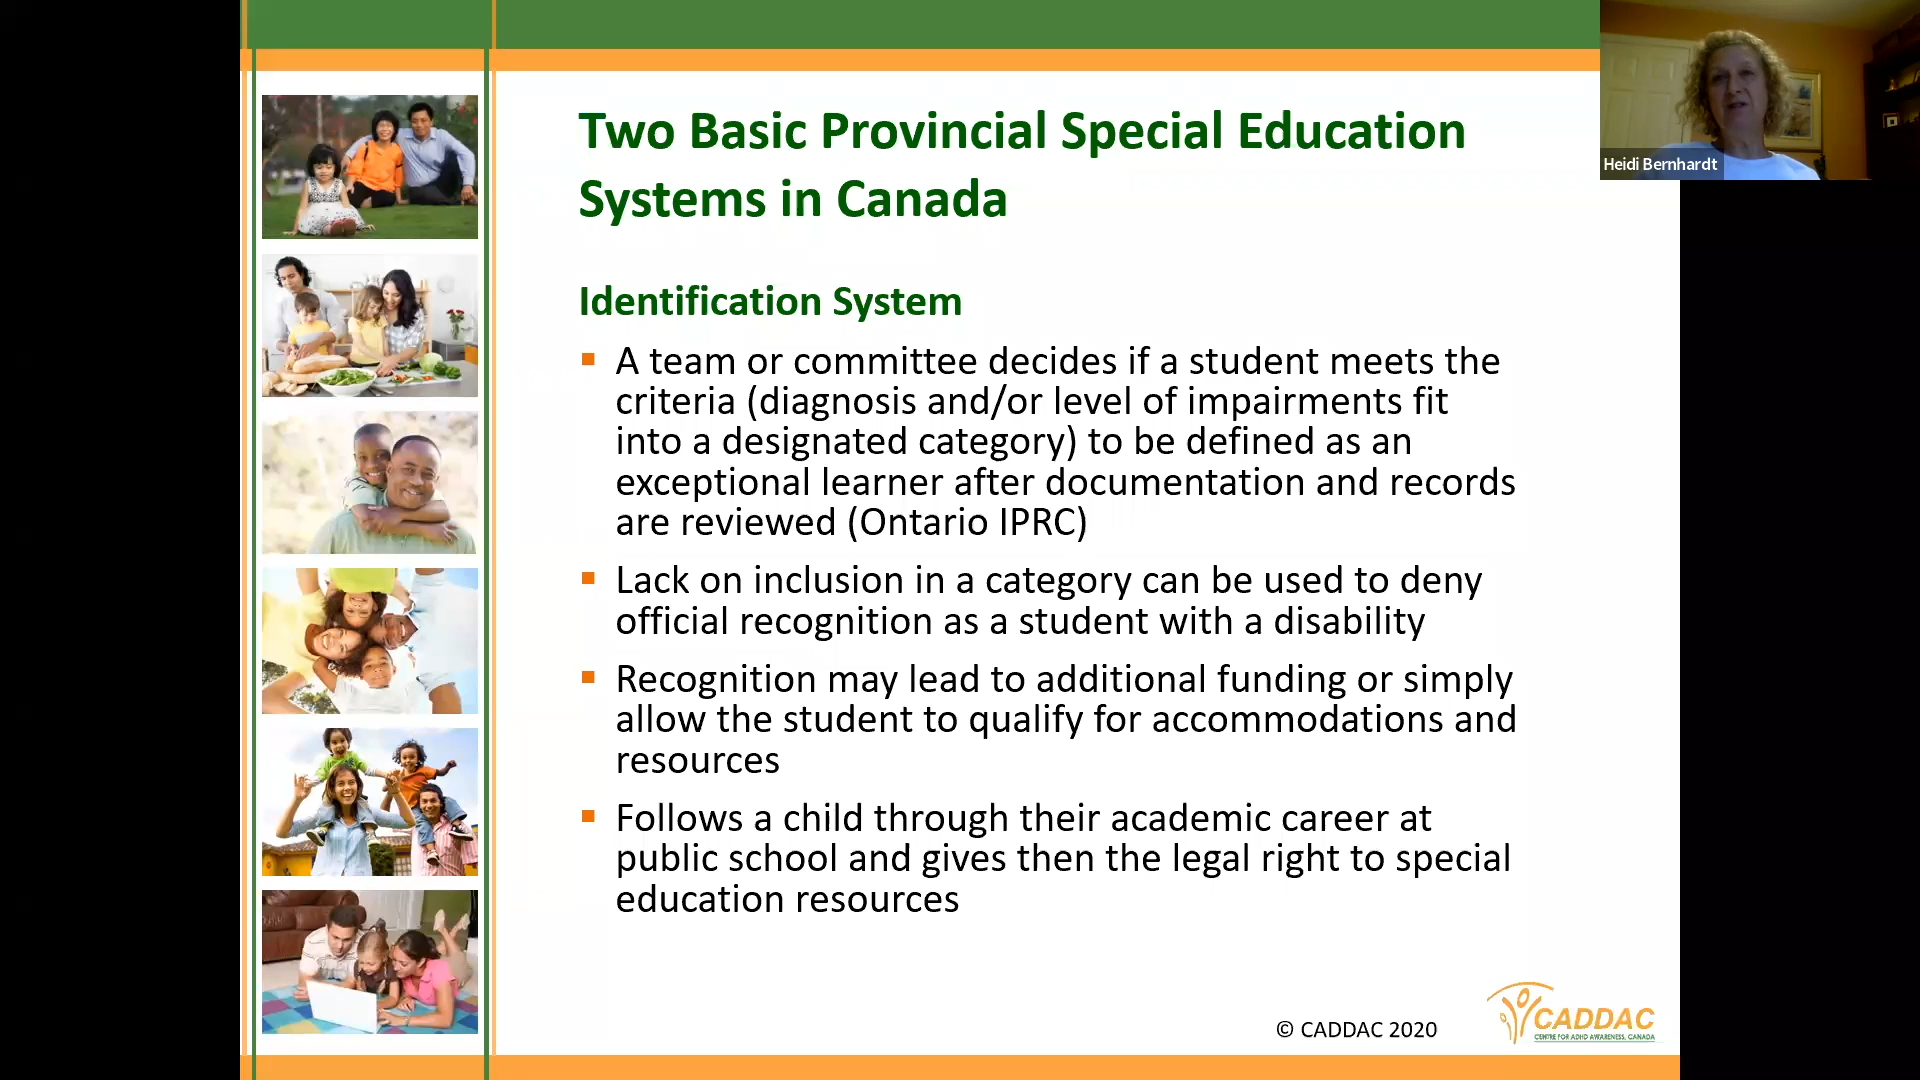 Two Basic Provincial Special Education
Systems in Canada
Heidi Bernhardt
Identification System
▪ A team or committee decides if a student meets the
criteria (diagnosis and/or level of impairments fit
into a designated category) to be defined as an
exceptional learner after documentation and records
are reviewed (Ontario IPRC)
▪ Lack on inclusion in a category can be used to deny
official recognition as a student with a disability
▪ Recognition may lead to additional funding or simply
allow the student to qualify for accommodations and
resources
▪ Follows a child through their academic career at
public school and gives then the legal right to special
education resources
© CADDAC 2020
CADDAC
CENTRE FOR ADHD AWARENESS, CANADA